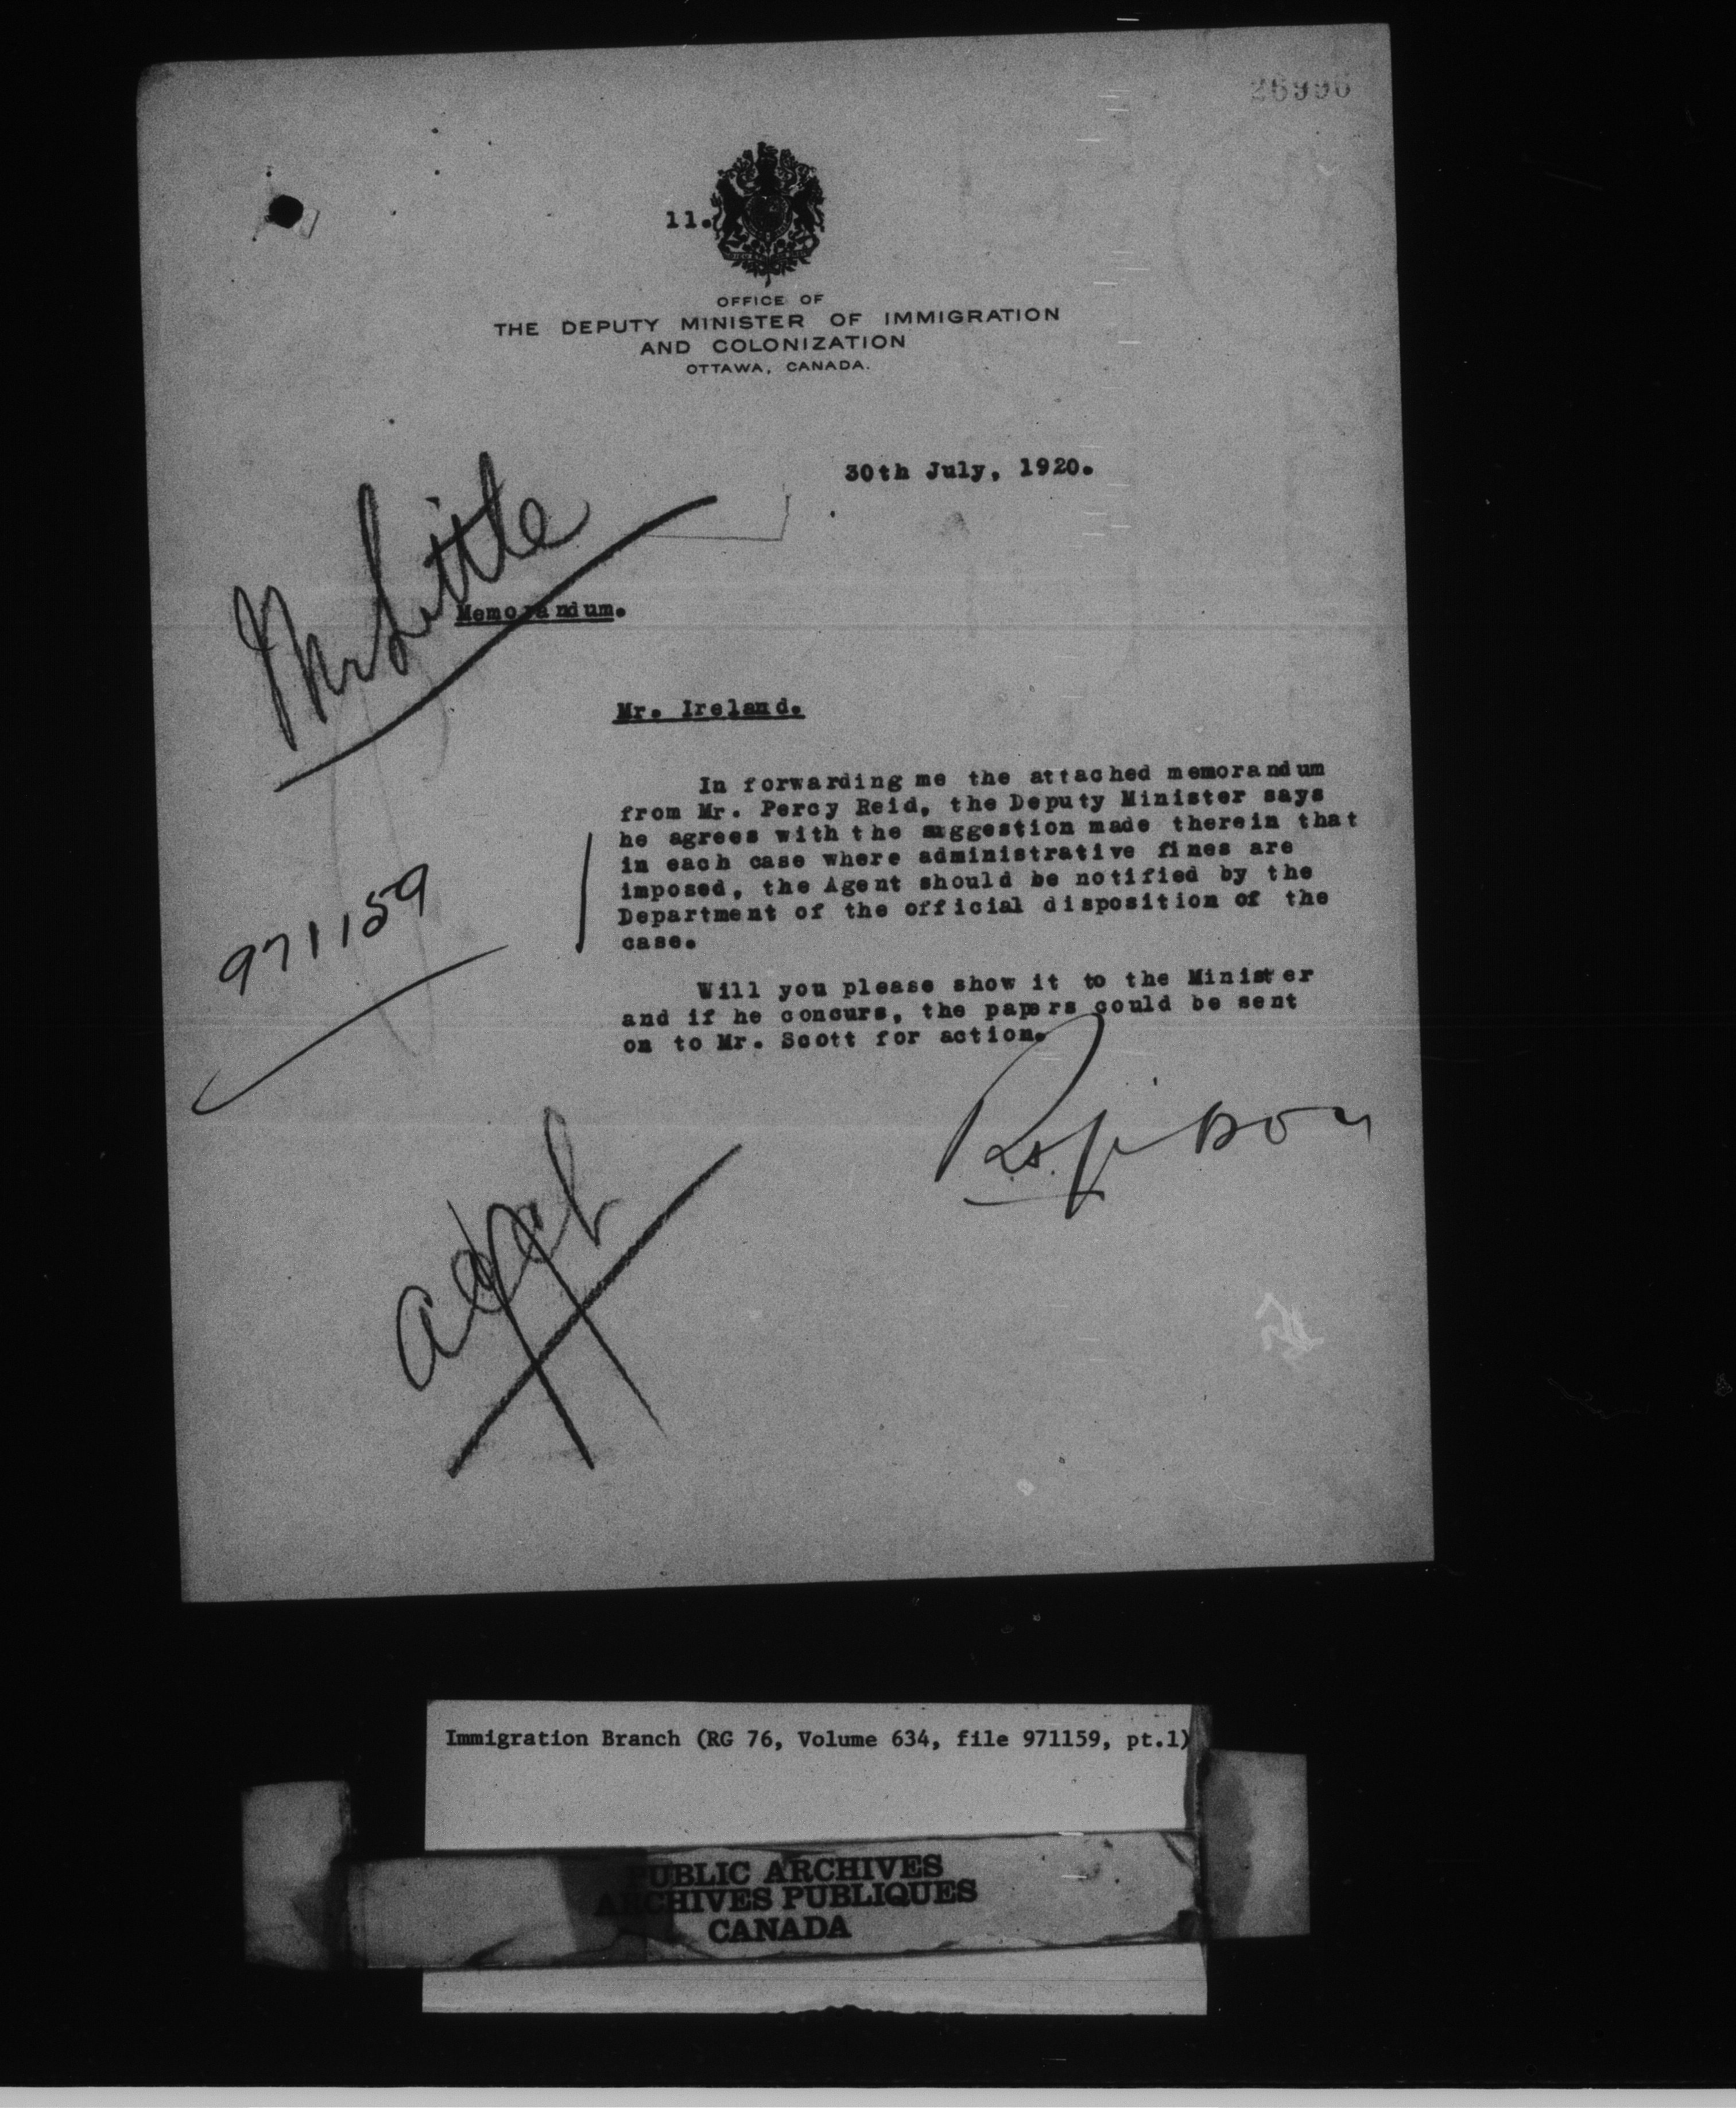 26996
11.
OFFICE OF
THE DEPUTY MINISTER OF IMMIGRATION
AND COLONIZATION
OTTAWA, CANADA.
30th July, 1920.
Mr Little
Memorandum.
Mr. Ireland.
In forwarding me the attached memorandum
from Mr. Percy Reid, the Deputy Minister says
he agrees with the suggestion made therein that
in each case where administrative fines are
imposed, the Agent should be notified by the
Department of the official disposition of the
case.
971159
Will you please show it to the Minister
and if he concurs, the papers could be sent
on to Mr. Scott for action.
Immigration Branch (RG 76, Volume 634, file 971159, pt.1)
PUBLIC ARCHIVES
ARCHIVES PUBLIQUES
CANADA